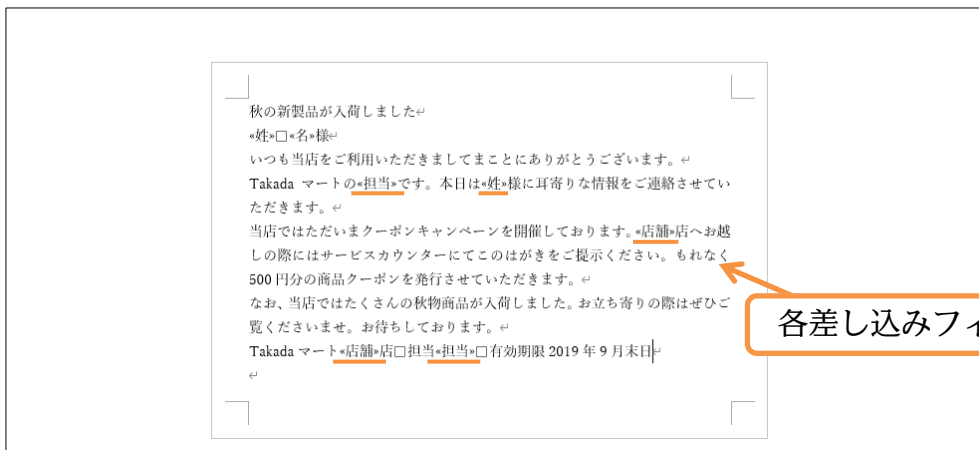 秋の新製品が入荷しました↵
«姓»□«名»様↵
いつも当店をご利用いただきましてまことにありがとうございます。↵
Takada マートの«担当»です。本日は«姓»様に耳寄りな情報をご連絡させてい
ただきます。↵
当店ではただいまクーポンキャンペーンを開催しております。«店舗»店へお越
しの際にはサービスカウンターにてこのはがきをご提示ください。もれなく
500 円分の商品クーポンを発行させていただきます。↵
なお、当店ではたくさんの秋物商品が入荷しました。お立ち寄りの際はぜひご
覧くださいませ。お待ちしております。↵
Takada マート«店舗»店□担当«担当»□有効期限 2019 年 9 月末日↵
↵
各差し込みフィ